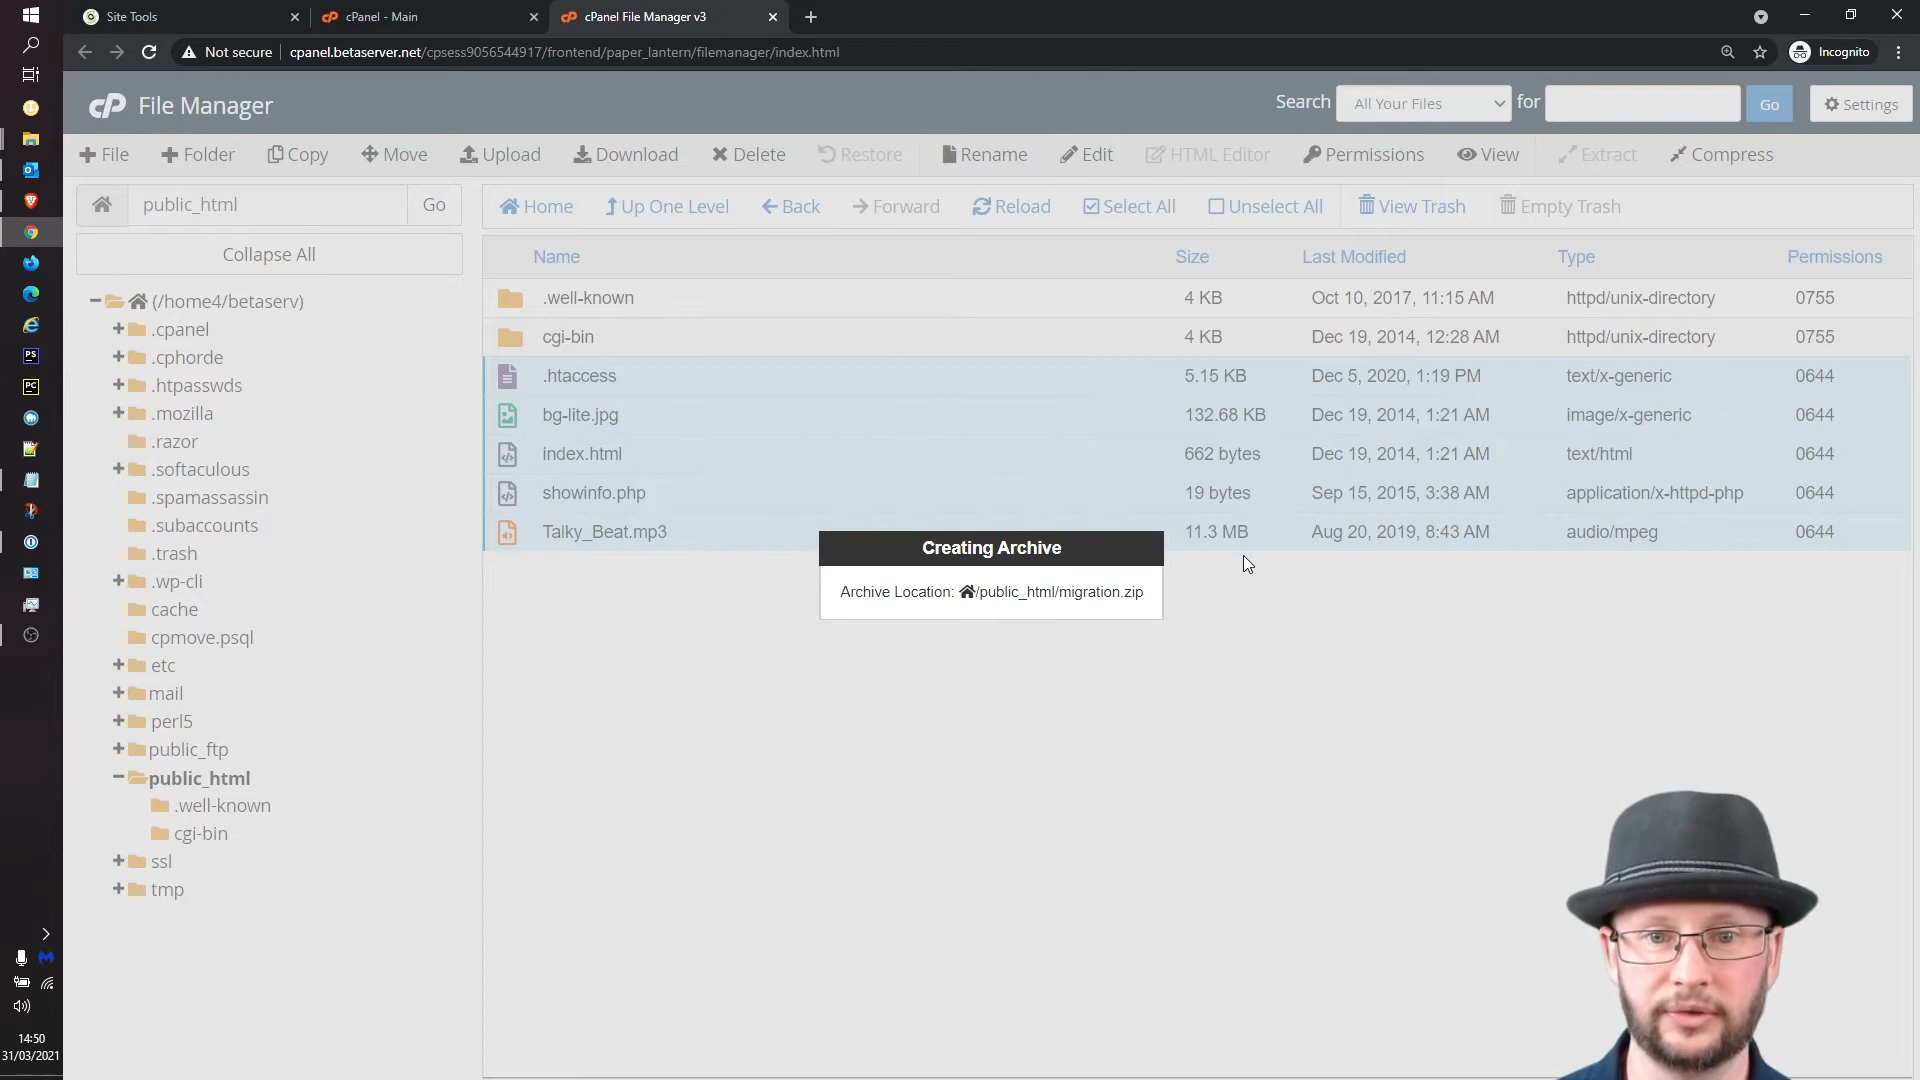 Site Tools
cPanel - Main
cPanel File Manager v3
Not secure
cpanel.betaserver.net/cpsess9056544917/frontend/paper_lantern/filemanager/index.html
Incognito
cP File Manager
Search
All Your Files
for
Go
Settings
File
Folder
Copy
Move
Upload
Download
Delete
Restore
Rename
Edit
HTML Editor
Permissions
View
Extract
Compress
public_html
Go
Home
Up One Level
Back
Forward
Reload
Select All
Unselect All
View Trash
Empty Trash
Collapse All
(/home4/betaserv)
.cpanel
.cphorde
.htpasswds
.mozilla
.razor
.softaculous
.spamassassin
.subaccounts
.trash
.wp-cli
cache
cpmove.psql
etc
mail
perl5
public_ftp
public_html
.well-known
cgi-bin
ssl
tmp
Name Size Last Modified Type Permissions
.well-known 4 KB Oct 10, 2017, 11:15 AM httpd/unix-directory 0755
cgi-bin 4 KB Dec 19, 2014, 12:28 AM httpd/unix-directory 0755
.htaccess 5.15 KB Dec 5, 2020, 1:19 PM text/x-generic 0644
bg-lite.jpg 132.68 KB Dec 19, 2014, 1:21 AM image/x-generic 0644
index.html 662 bytes Dec 19, 2014, 1:21 AM text/html 0644
showinfo.php 19 bytes Sep 15, 2015, 3:38 AM application/x-httpd-php 0644
Talky_Beat.mp3 11.3 MB Aug 20, 2019, 8:43 AM audio/mpeg 0644
Creating Archive
Archive Location: /public_html/migration.zip
PS
PC
14:50
31/03/2021